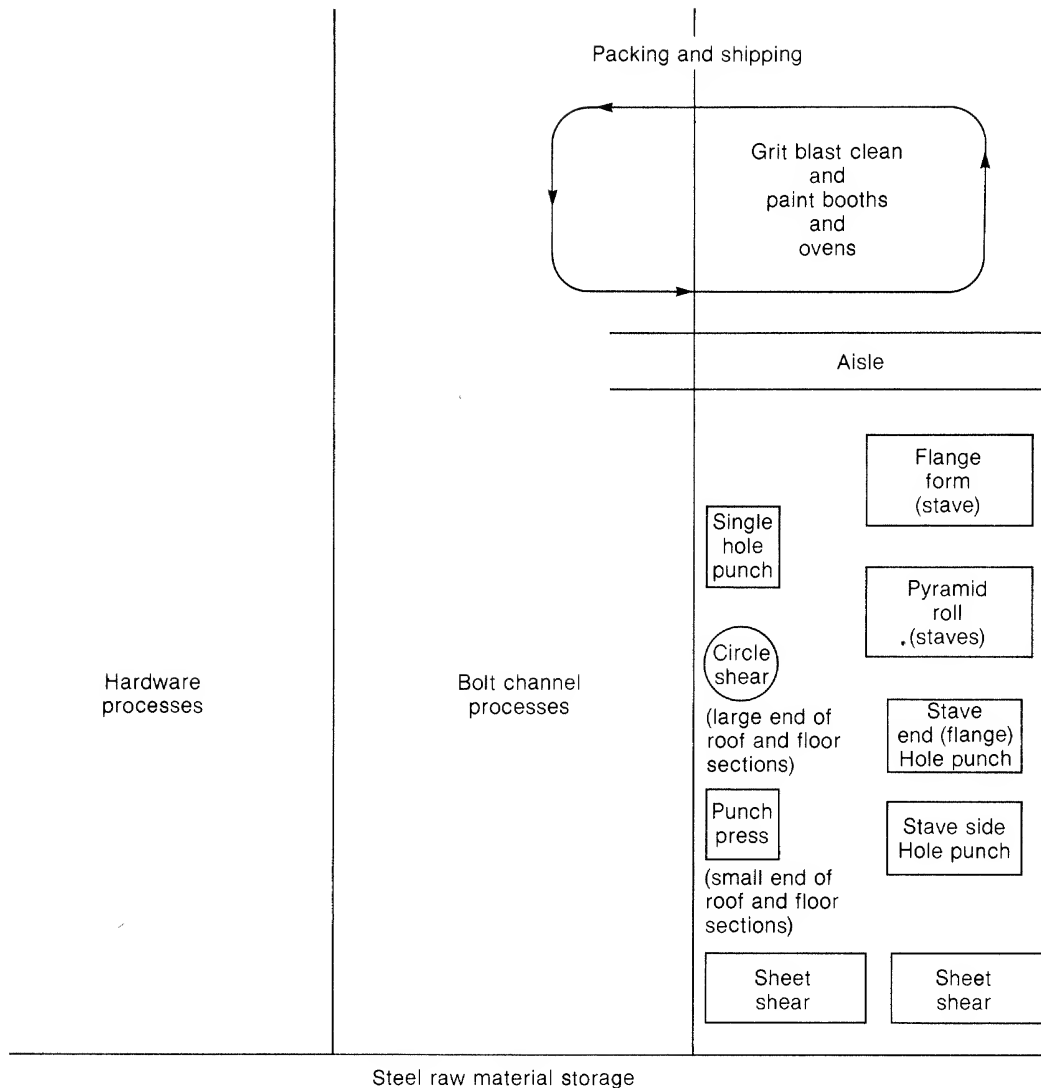 Packing and shipping
Grit blast clean
and
paint booths
and
ovens
Aisle
Flange
form
(stave)
Single
hole
punch
Pyramid
roll
(staves)
Circle
shear
(large end of
roof and floor
sections)
Hardware
processes
Bolt channel
processes
Stave
end (flange)
Hole punch
Punch
press
(small end of
roof and floor
sections)
Stave side
Hole punch
Sheet
shear
Sheet
shear
Steel raw material storage